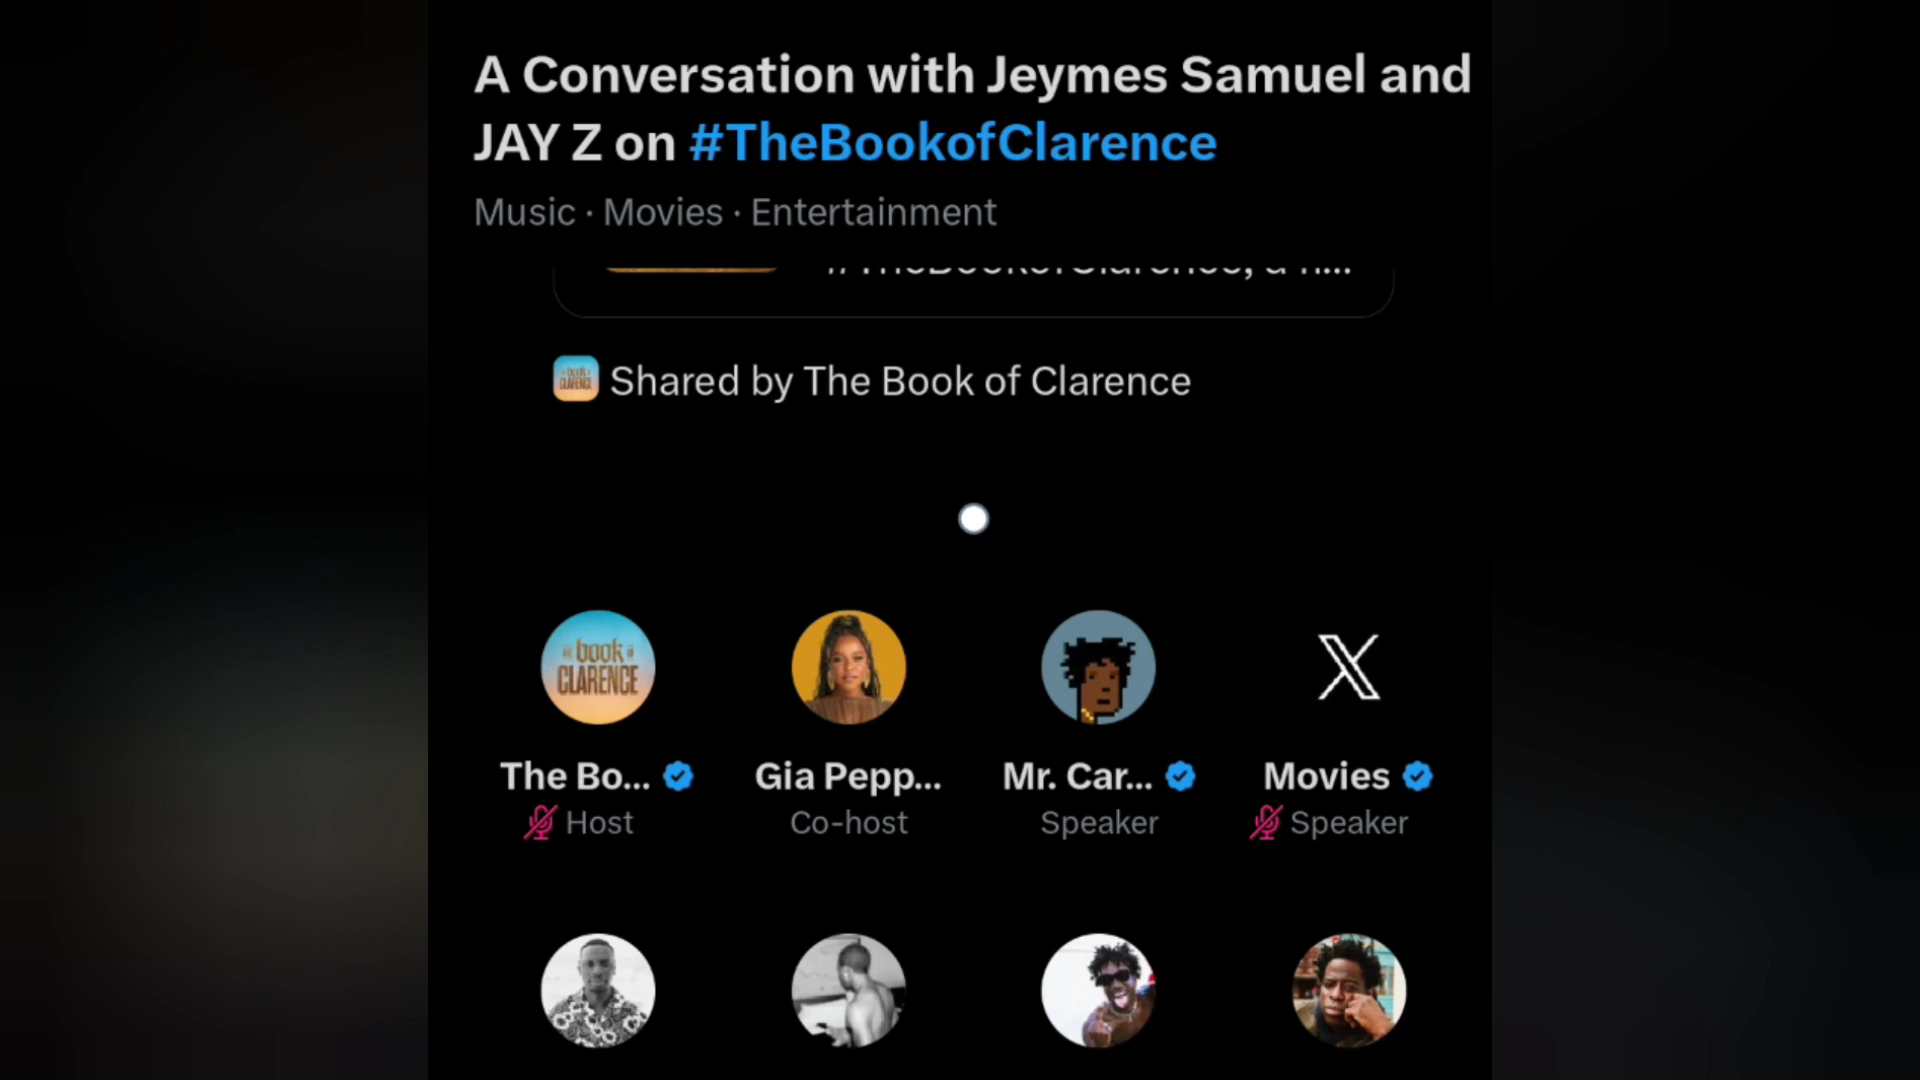 A Conversation with Jeymes Samuel and
JAY Z on #TheBookofClarence
Music · Movies · Entertainment
#TheBookofClarence, a n...
Shared by The Book of Clarence
book
CLARENCE
The Bo...
Gia Pepp...
Mr. Car...
Movies
Host
Co-host
Speaker
Speaker